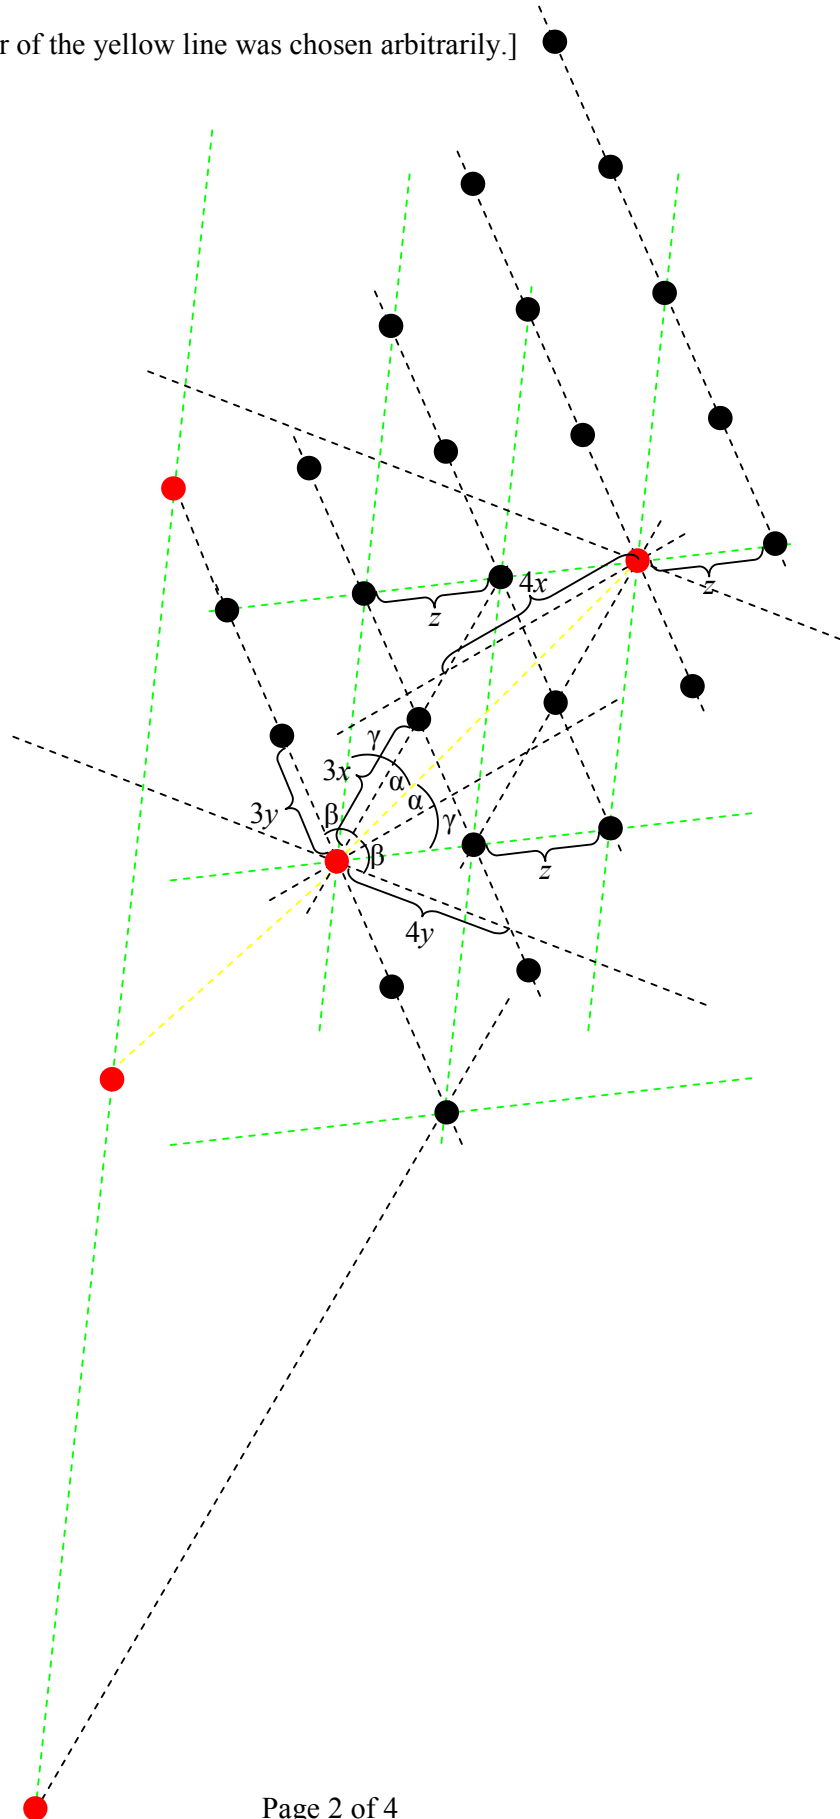 r of the yellow line was chosen arbitrarily.]
4x
z
z
γ
3x
α
α
3y
β
γ
β
z
4y
Page 2 of 4